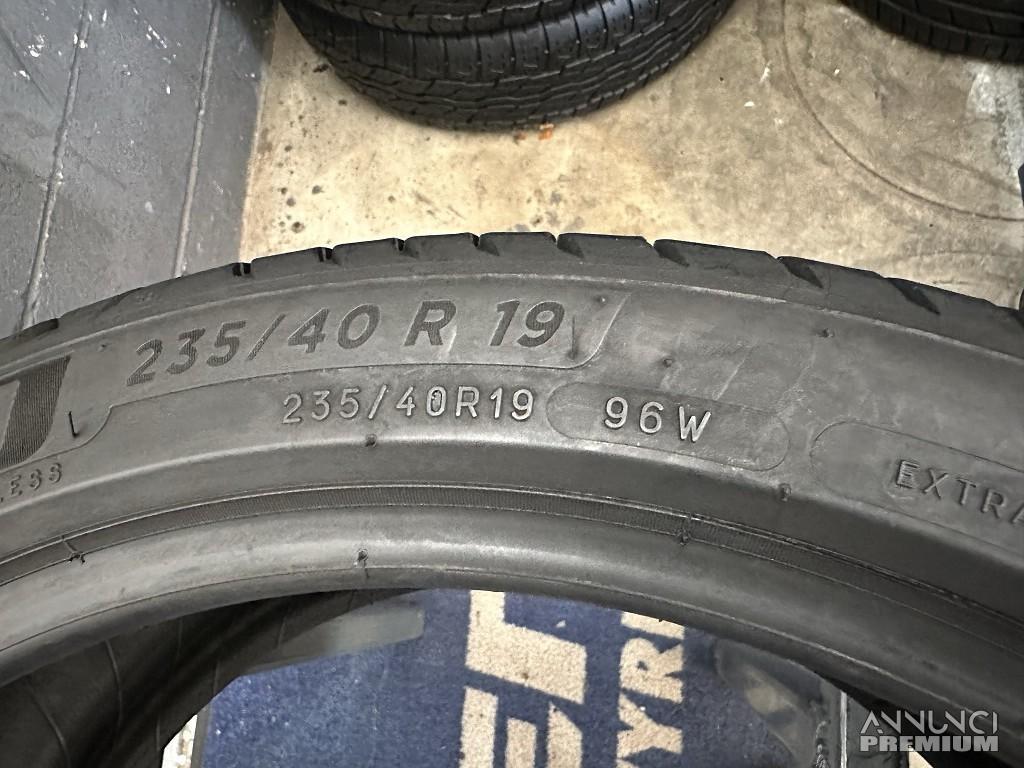 235/40 R 19
235/40R19 96W
EXTRA
ANNUNCI
PREMIUM